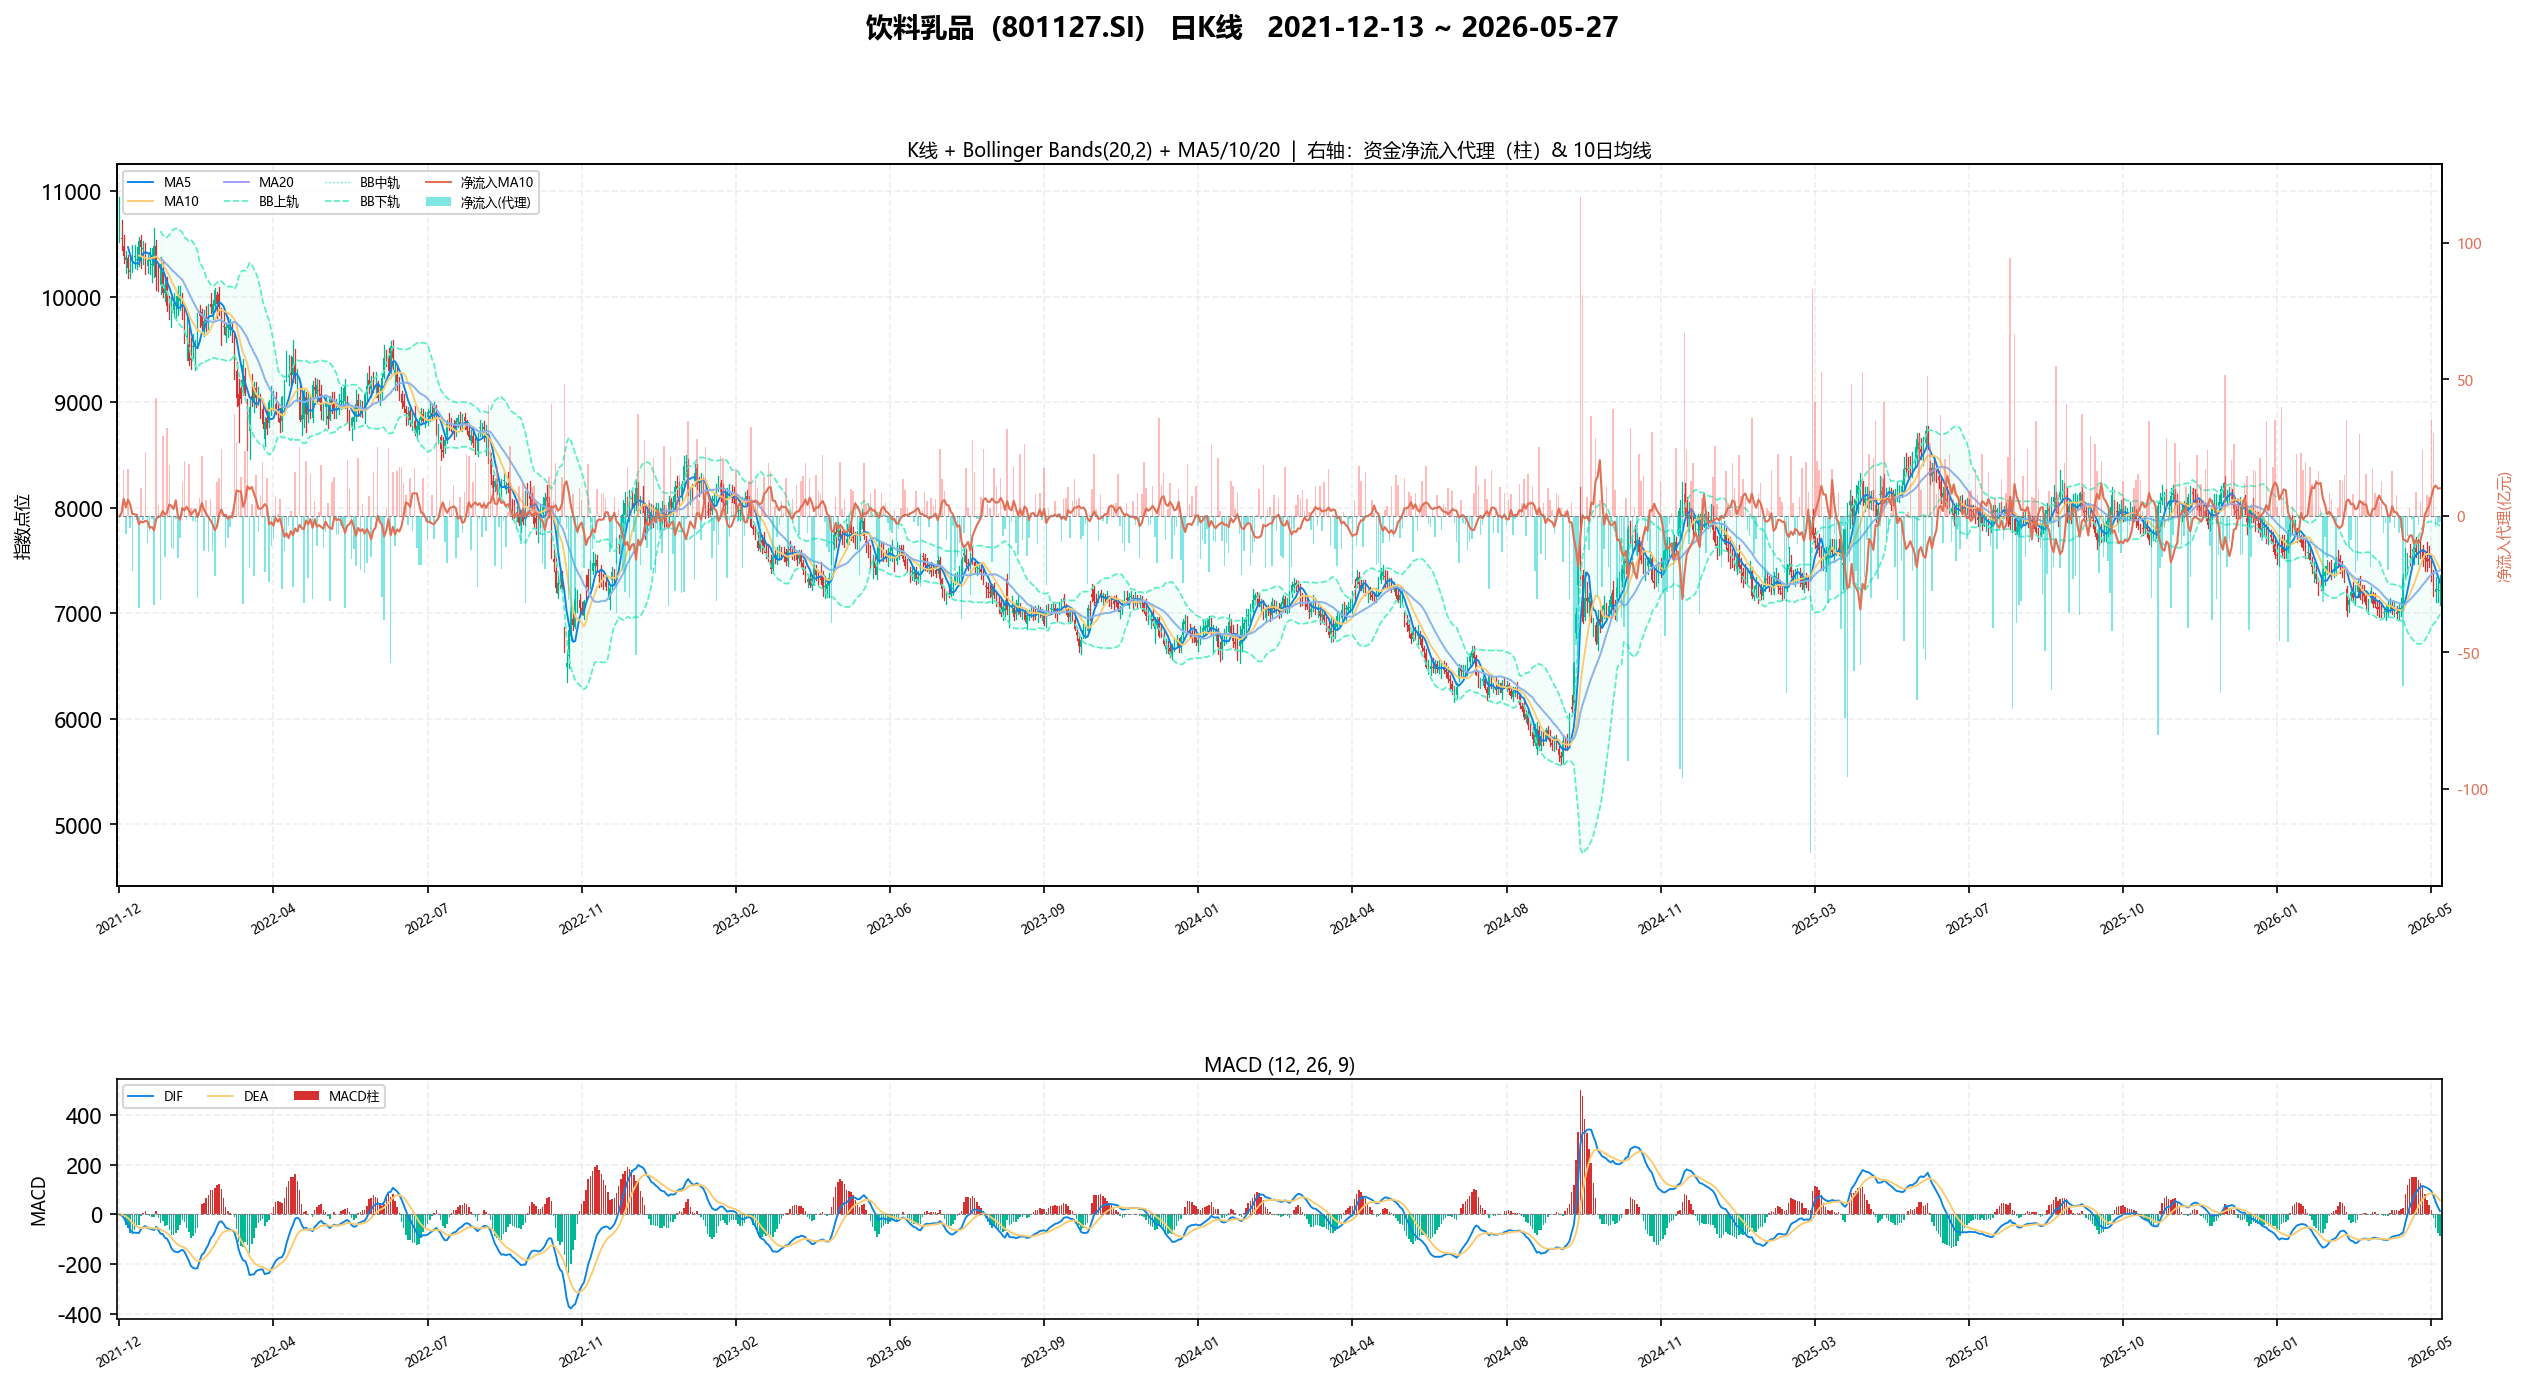 饮料乳品 (801127.SI) 日K线 2021-12-13 ~ 2026-05-27
K线 + Bollinger Bands(20,2) + MA5/10/20 | 右轴：资金净流入代理（柱）& 10日均线
MA5 MA20 BB中轨 净流入MA10
MA10 BB上轨 BB下轨 净流入(代理)
指数点位
11000
10000
9000
8000
7000
6000
5000
100
50
0
-50
-100
净流入代理(亿元)
2021-12 2022-04 2022-07 2022-11 2023-02 2023-06 2023-09 2024-01 2024-04 2024-08 2024-11 2025-03 2025-07 2025-10 2026-01 2026-05
MACD (12, 26, 9)
DIF DEA MACD柱
MACD
400
200
0
-200
-400
2021-12 2022-04 2022-07 2022-11 2023-02 2023-06 2023-09 2024-01 2024-04 2024-08 2024-11 2025-03 2025-07 2025-10 2026-01 2026-05